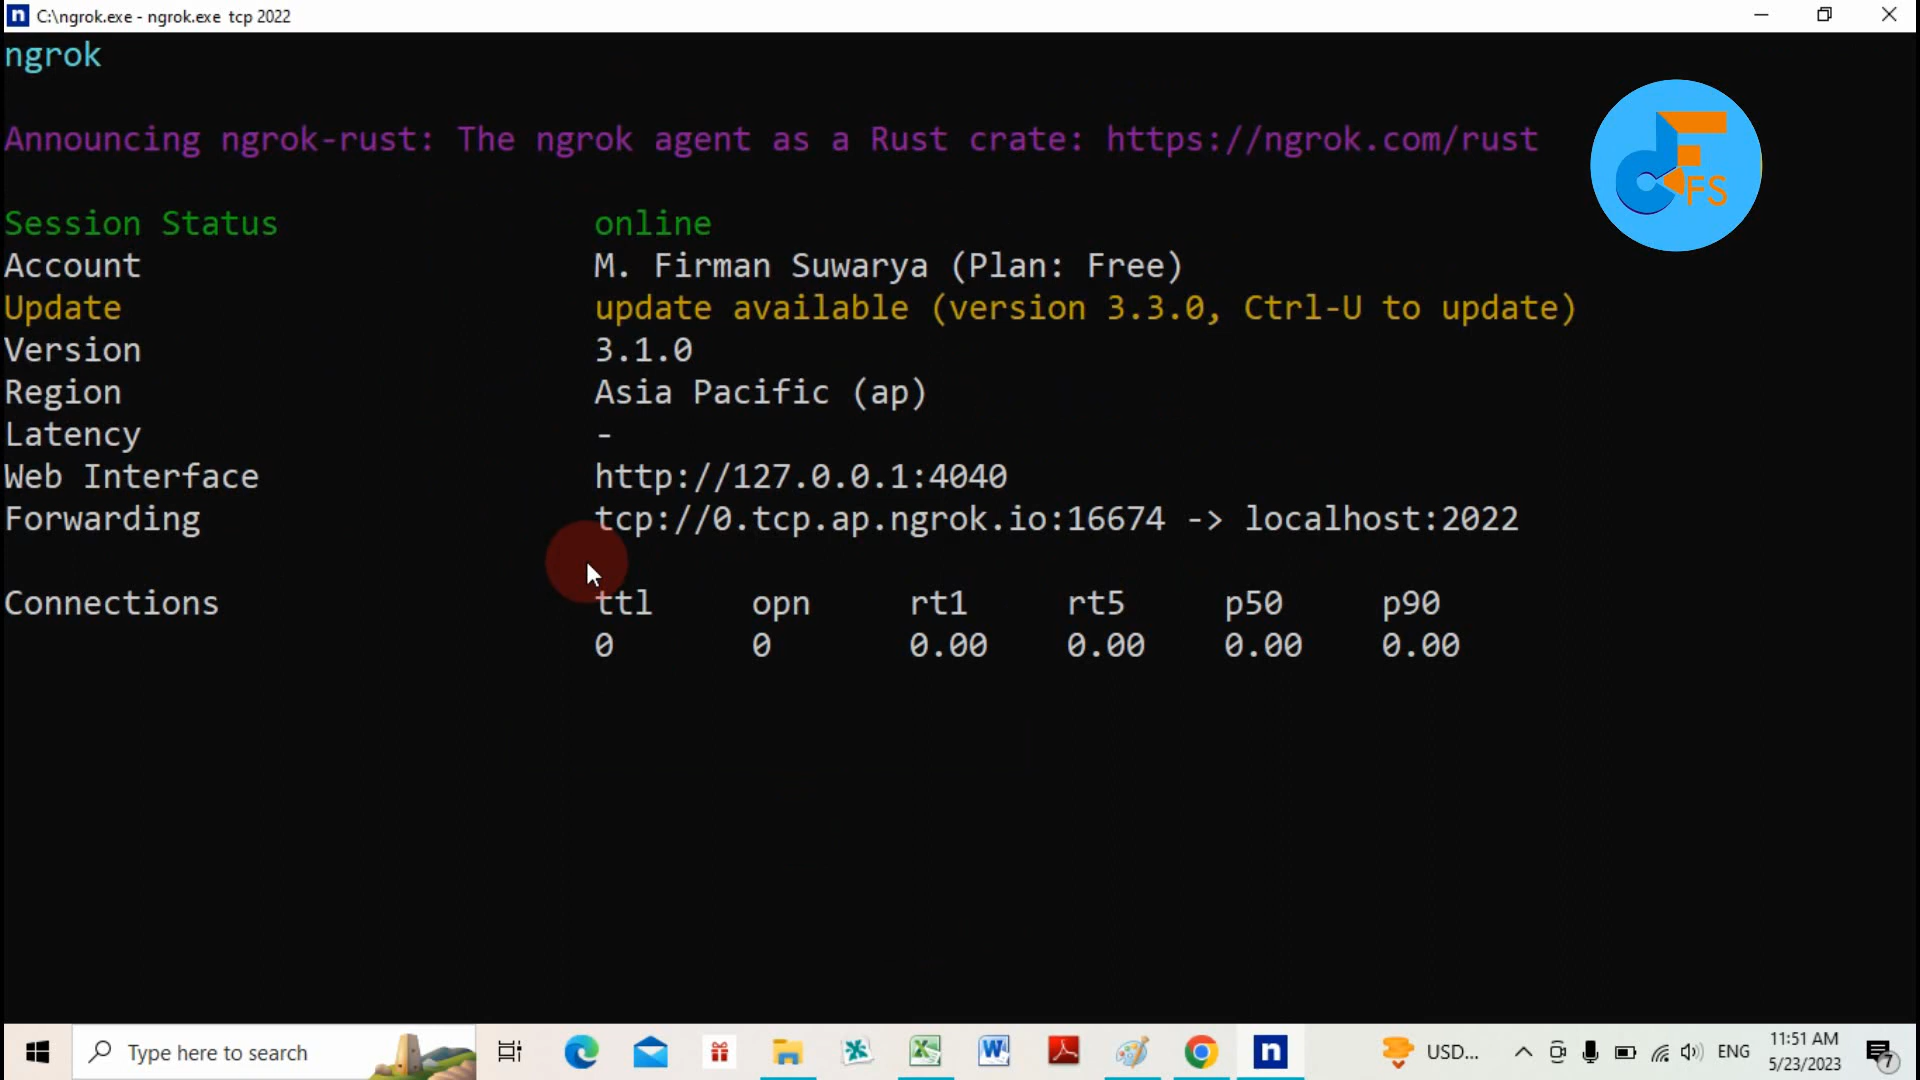 C:\ngrok.exe - ngrok.exe tcp 2022
ngrok
Announcing ngrok-rust: The ngrok agent as a Rust crate: https://ngrok.com/rust
FS
Session Status online
Account M. Firman Suwarya (Plan: Free)
Update update available (version 3.3.0, Ctrl-U to update)
Version 3.1.0
Region Asia Pacific (ap)
Latency -
Web Interface http://127.0.0.1:4040
Forwarding tcp://0.tcp.ap.ngrok.io:16674 -> localhost:2022
Connections ttl opn rt1 rt5 p50 p90
0 0 0.00 0.00 0.00 0.00
Type here to search
USD...
ENG
11:51 AM
5/23/2023
7